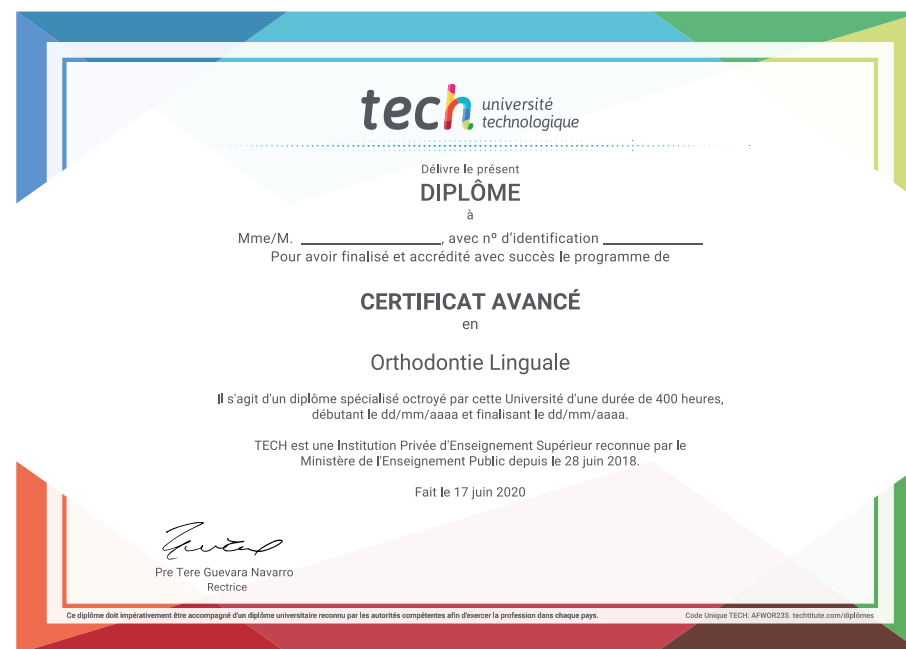 tech université
technologique
Délivre le présent
DIPLÔME
à
Mme/M. ____________________, avec nº d'identification ______________
Pour avoir finalisé et accrédité avec succès le programme de
CERTIFICAT AVANCÉ
en
Orthodontie Linguale
Il s'agit d'un diplôme spécialisé octroyé par cette Université d'une durée de 400 heures,
débutant le dd/mm/aaaa et finalisant le dd/mm/aaaa.
TECH est une Institution Privée d'Enseignement Supérieur reconnue par le
Ministère de l'Enseignement Public depuis le 28 juin 2018.
Fait le 17 juin 2020
Pre Tere Guevara Navarro
Rectrice
Ce diplôme doit impérativement être accompagné d'un diplôme universitaire reconnu par les autorités compétentes afin d'exercer la profession dans chaque pays.
Code Unique TECH: AFWOR23S techtitute.com/diplômes